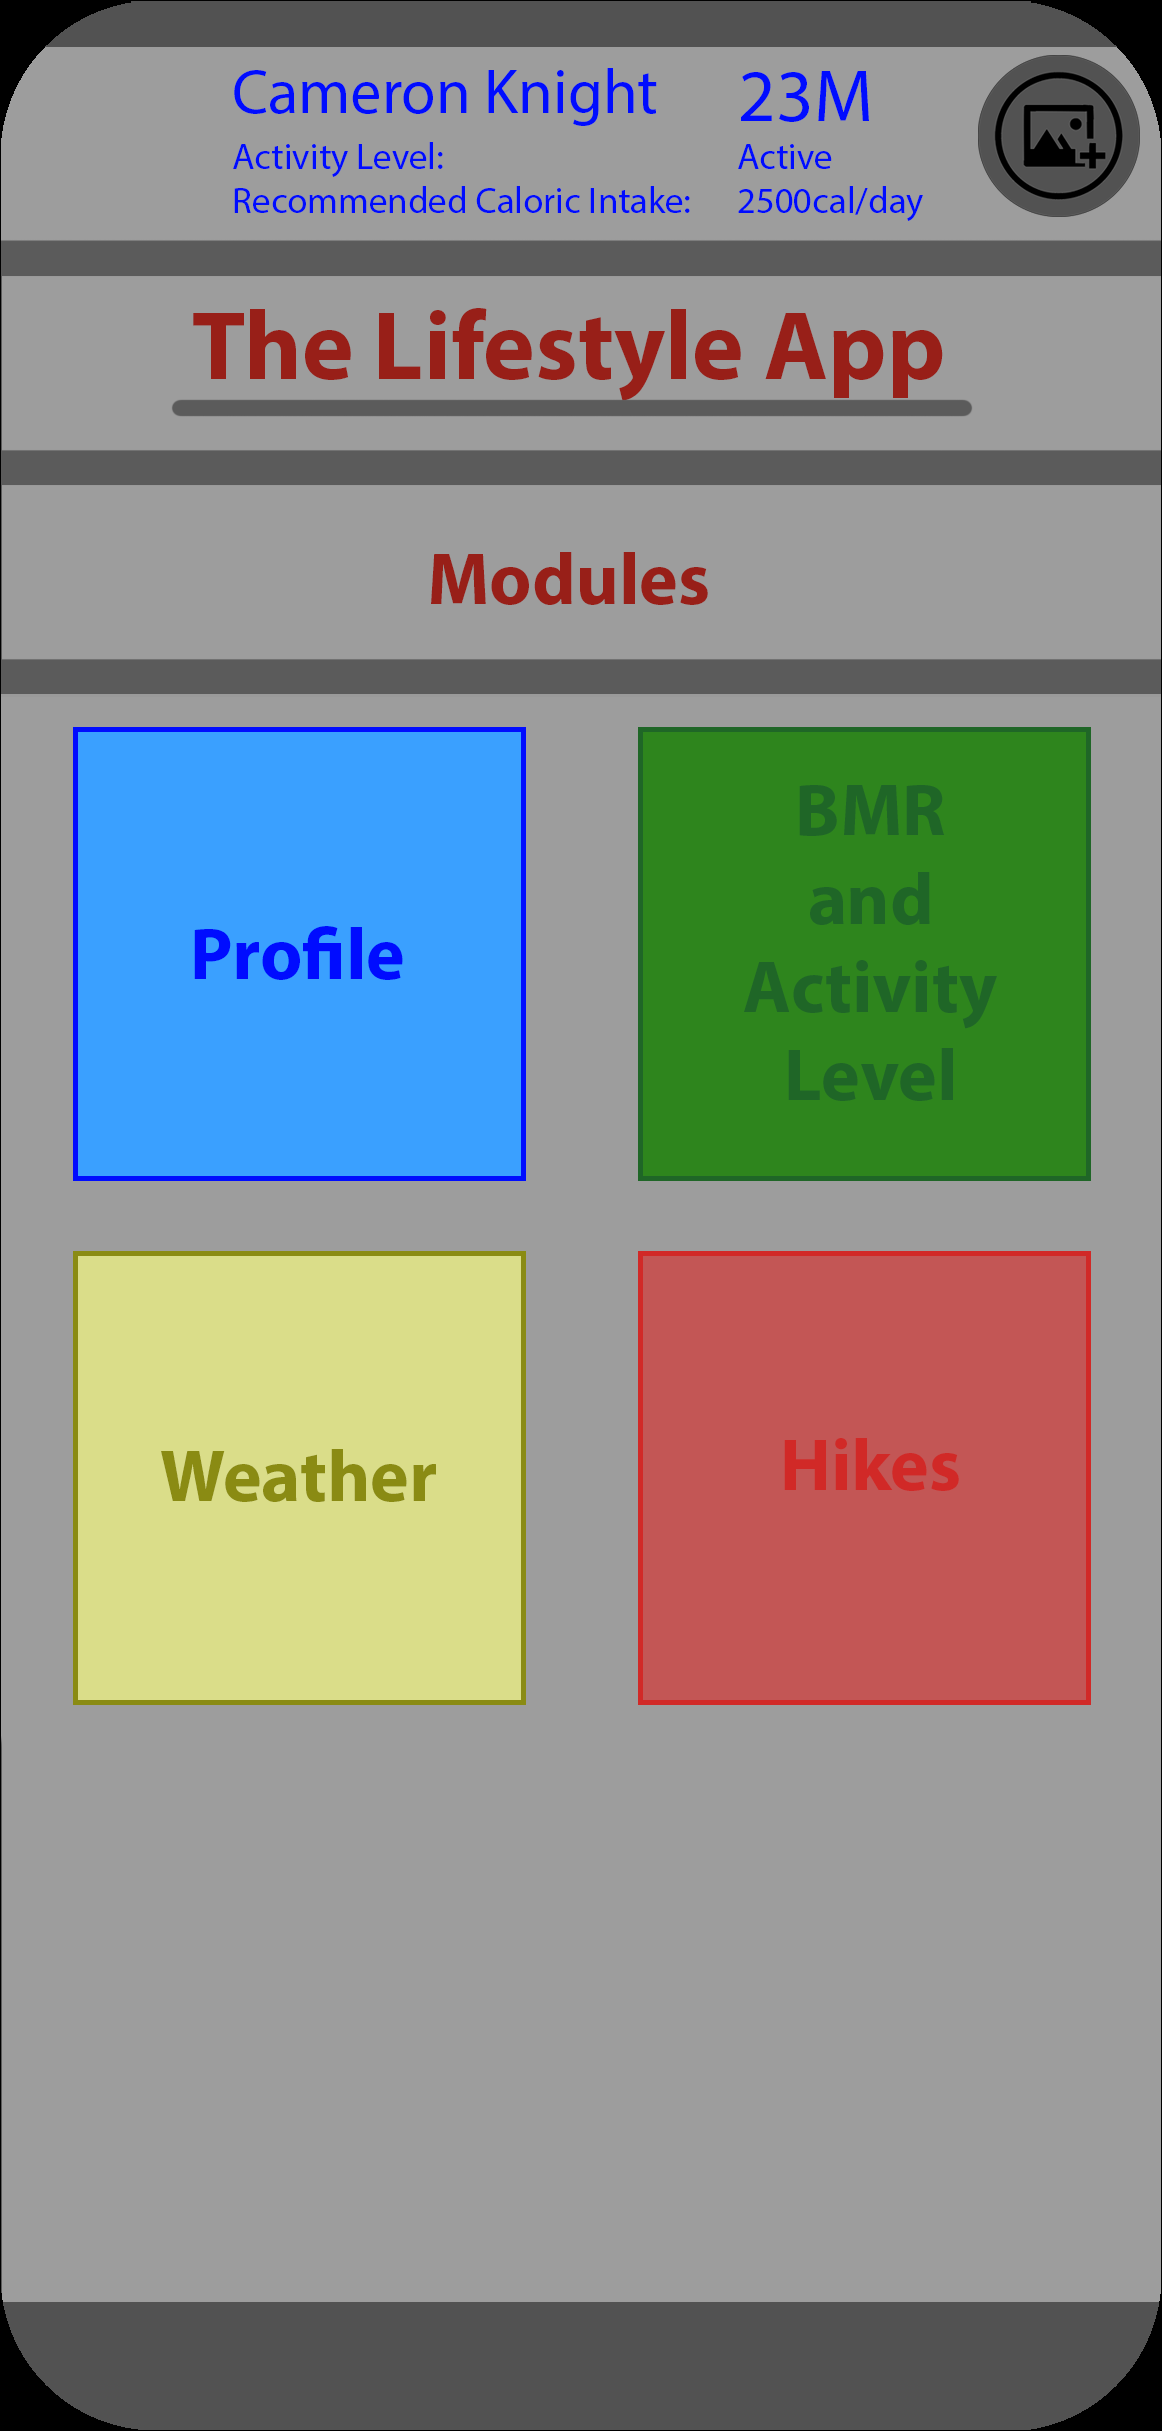 Cameron Knight 23M
Activity Level: Active
Recommended Caloric Intake: 2500cal/day
The Lifestyle App
Modules
Profile
BMR
and
Activity
Level
Weather
Hikes